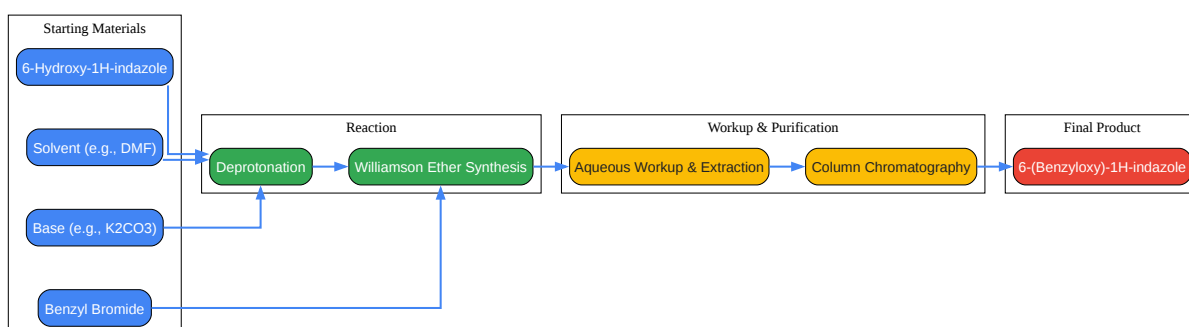 Starting Materials
6-Hydroxy-1H-indazole
Solvent (e.g., DMF)
Base (e.g., K2CO3)
Benzyl Bromide
Reaction
Deprotonation
Williamson Ether Synthesis
Workup & Purification
Aqueous Workup & Extraction
Column Chromatography
Final Product
6-(Benzyloxy)-1H-indazole